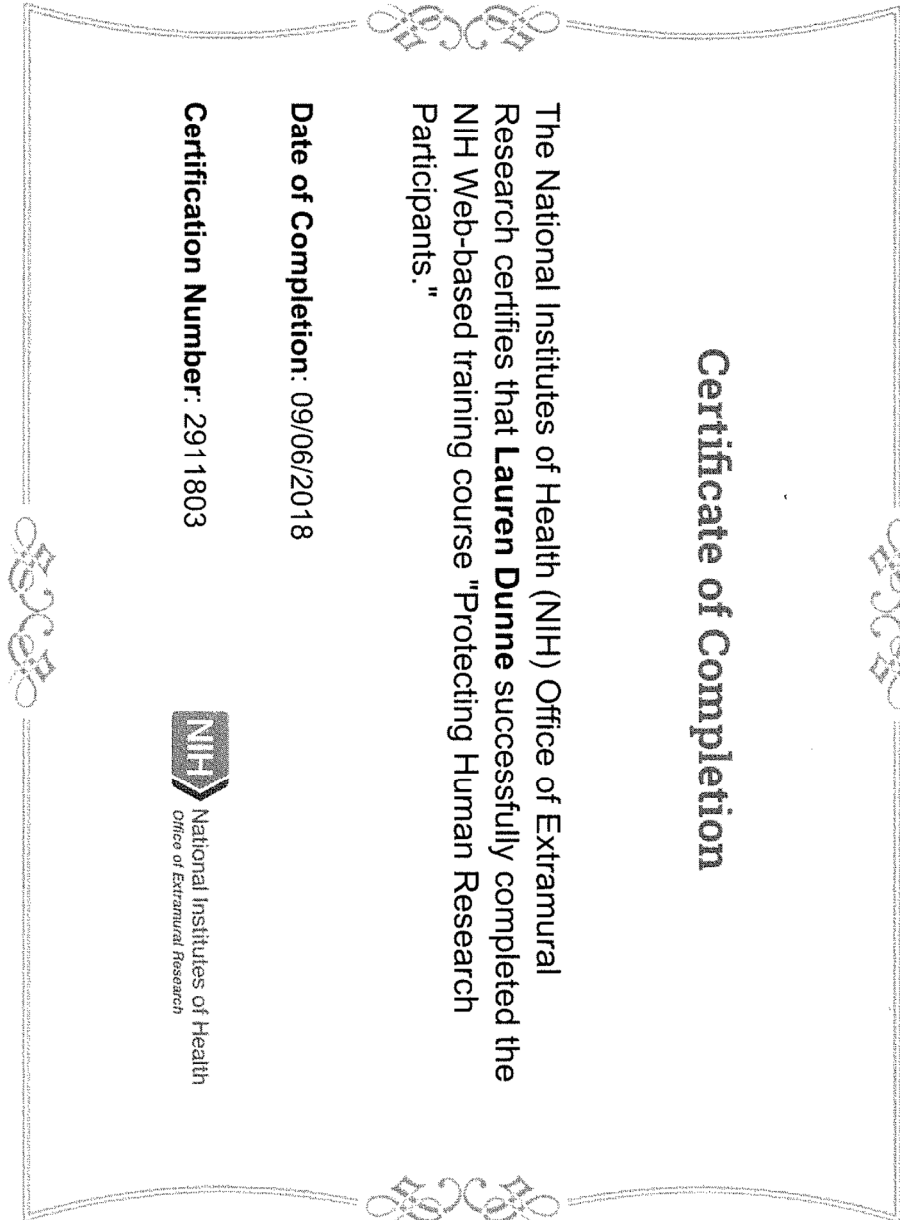 Certificate of Completion
The National Institutes of Health (NIH) Office of Extramural
Research certifies that Lauren Dunne successfully completed the
NIH Web-based training course "Protecting Human Research
Participants."
Date of Completion: 09/06/2018
Certification Number: 2911803
NIH
National Institutes of Health
Office of Extramural Research